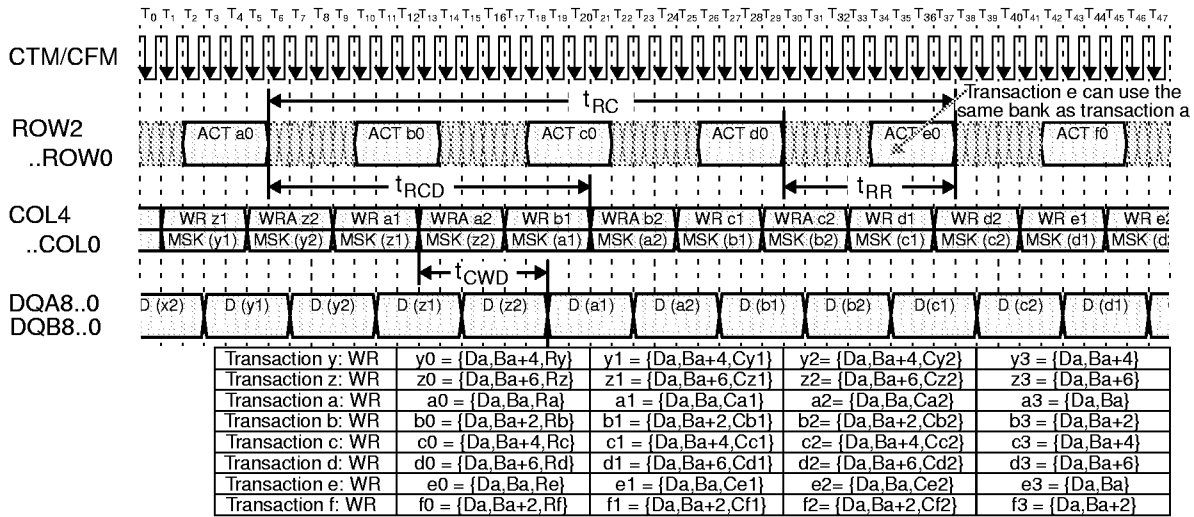 T0 T1 T2 T3 T4 T5 T6 T7 T8 T9 T10 T11 T12 T13 T14 T15 T16 T17 T18 T19 T20 T21 T22 T23 T24 T25 T26 T27 T28 T29 T30 T31 T32 T33 T34 T35 T36 T37 T38 T39 T40 T41 T42 T43 T44 T45 T46 T47
CTM/CFM
tRC
Transaction e can use the
same bank as transaction a
ROW2
..ROW0
ACT a0 ACT b0 ACT c0 ACT d0 ACT e0 ACT f0
tRCD tRR
COL4
..COL0
WR z1 WRA z2 WR a1 WRA a2 WR b1 WRA b2 WR c1 WRA c2 WR d1 WR d2 WR e1 WR e2
MSK (y1) MSK (y2) MSK (z1) MSK (z2) MSK (a1) MSK (a2) MSK (b1) MSK (b2) MSK (c1) MSK (c2) MSK (d1) MSK (d
tCWD
DQA8..0
DQB8..0
D (x2) D (y1) D (y2) D (z1) D (z2) D (a1) D (a2) D (b1) D (b2) D(c1) D (c2) D (d1)
Transaction y: WR y0 = {Da,Ba+4,Ry} y1 = {Da,Ba+4,Cy1} y2= {Da,Ba+4,Cy2} y3 = {Da,Ba+4}
Transaction z: WR z0 = {Da,Ba+6,Rz} z1 = {Da,Ba+6,Cz1} z2= {Da,Ba+6,Cz2} z3 = {Da,Ba+6}
Transaction a: WR a0 = {Da,Ba,Ra} a1 = {Da,Ba,Ca1} a2= {Da,Ba,Ca2} a3 = {Da,Ba}
Transaction b: WR b0 = {Da,Ba+2,Rb} b1 = {Da,Ba+2,Cb1} b2= {Da,Ba+2,Cb2} b3 = {Da,Ba+2}
Transaction c: WR c0 = {Da,Ba+4,Rc} c1 = {Da,Ba+4,Cc1} c2= {Da,Ba+4,Cc2} c3 = {Da,Ba+4}
Transaction d: WR d0 = {Da,Ba+6,Rd} d1 = {Da,Ba+6,Cd1} d2= {Da,Ba+6,Cd2} d3 = {Da,Ba+6}
Transaction e: WR e0 = {Da,Ba,Re} e1 = {Da,Ba,Ce1} e2= {Da,Ba,Ce2} e3 = {Da,Ba}
Transaction f: WR f0 = {Da,Ba+2,Rf} f1 = {Da,Ba+2,Cf1} f2= {Da,Ba+2,Cf2} f3 = {Da,Ba+2}